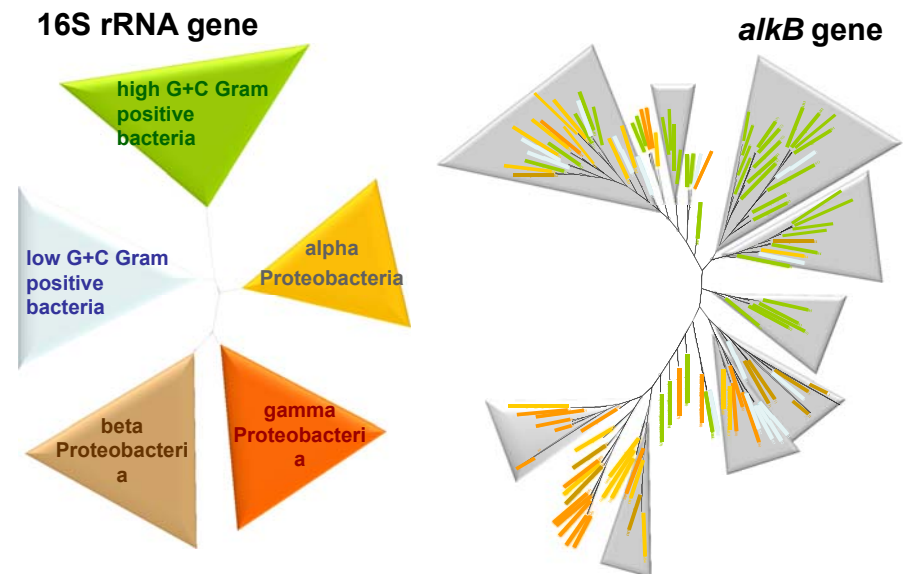 16S rRNA gene
alkB gene
high G+C Gram
positive
bacteria
low G+C Gram
positive
bacteria
alpha
Proteobacteria
beta
Proteobacteri
a
gamma
Proteobacteri
a